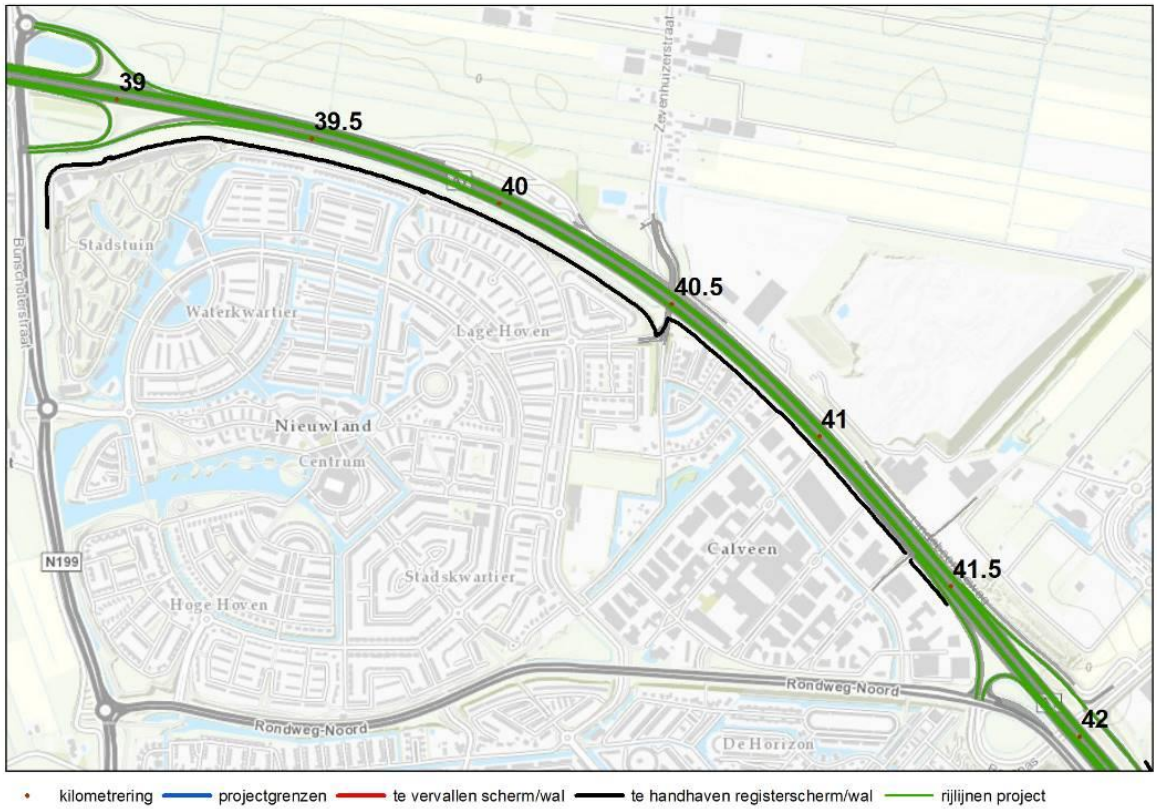 39
39.5
Zevenhuizerstraat
40
Stadstuin
Bunschoterstraat
40.5
Waterkwartier
Lage Hoven
41
Nieuwland
Centrum
N199
Calveen
Stadskwartier
41.5
Hoge Hoven
Rondweg-Noord
Rondweg-Noord
42
De Horizon
kilometrering
projectgrenzen
te vervallen scherm/wal
te handhaven registerscherm/wal
rijlijnen project